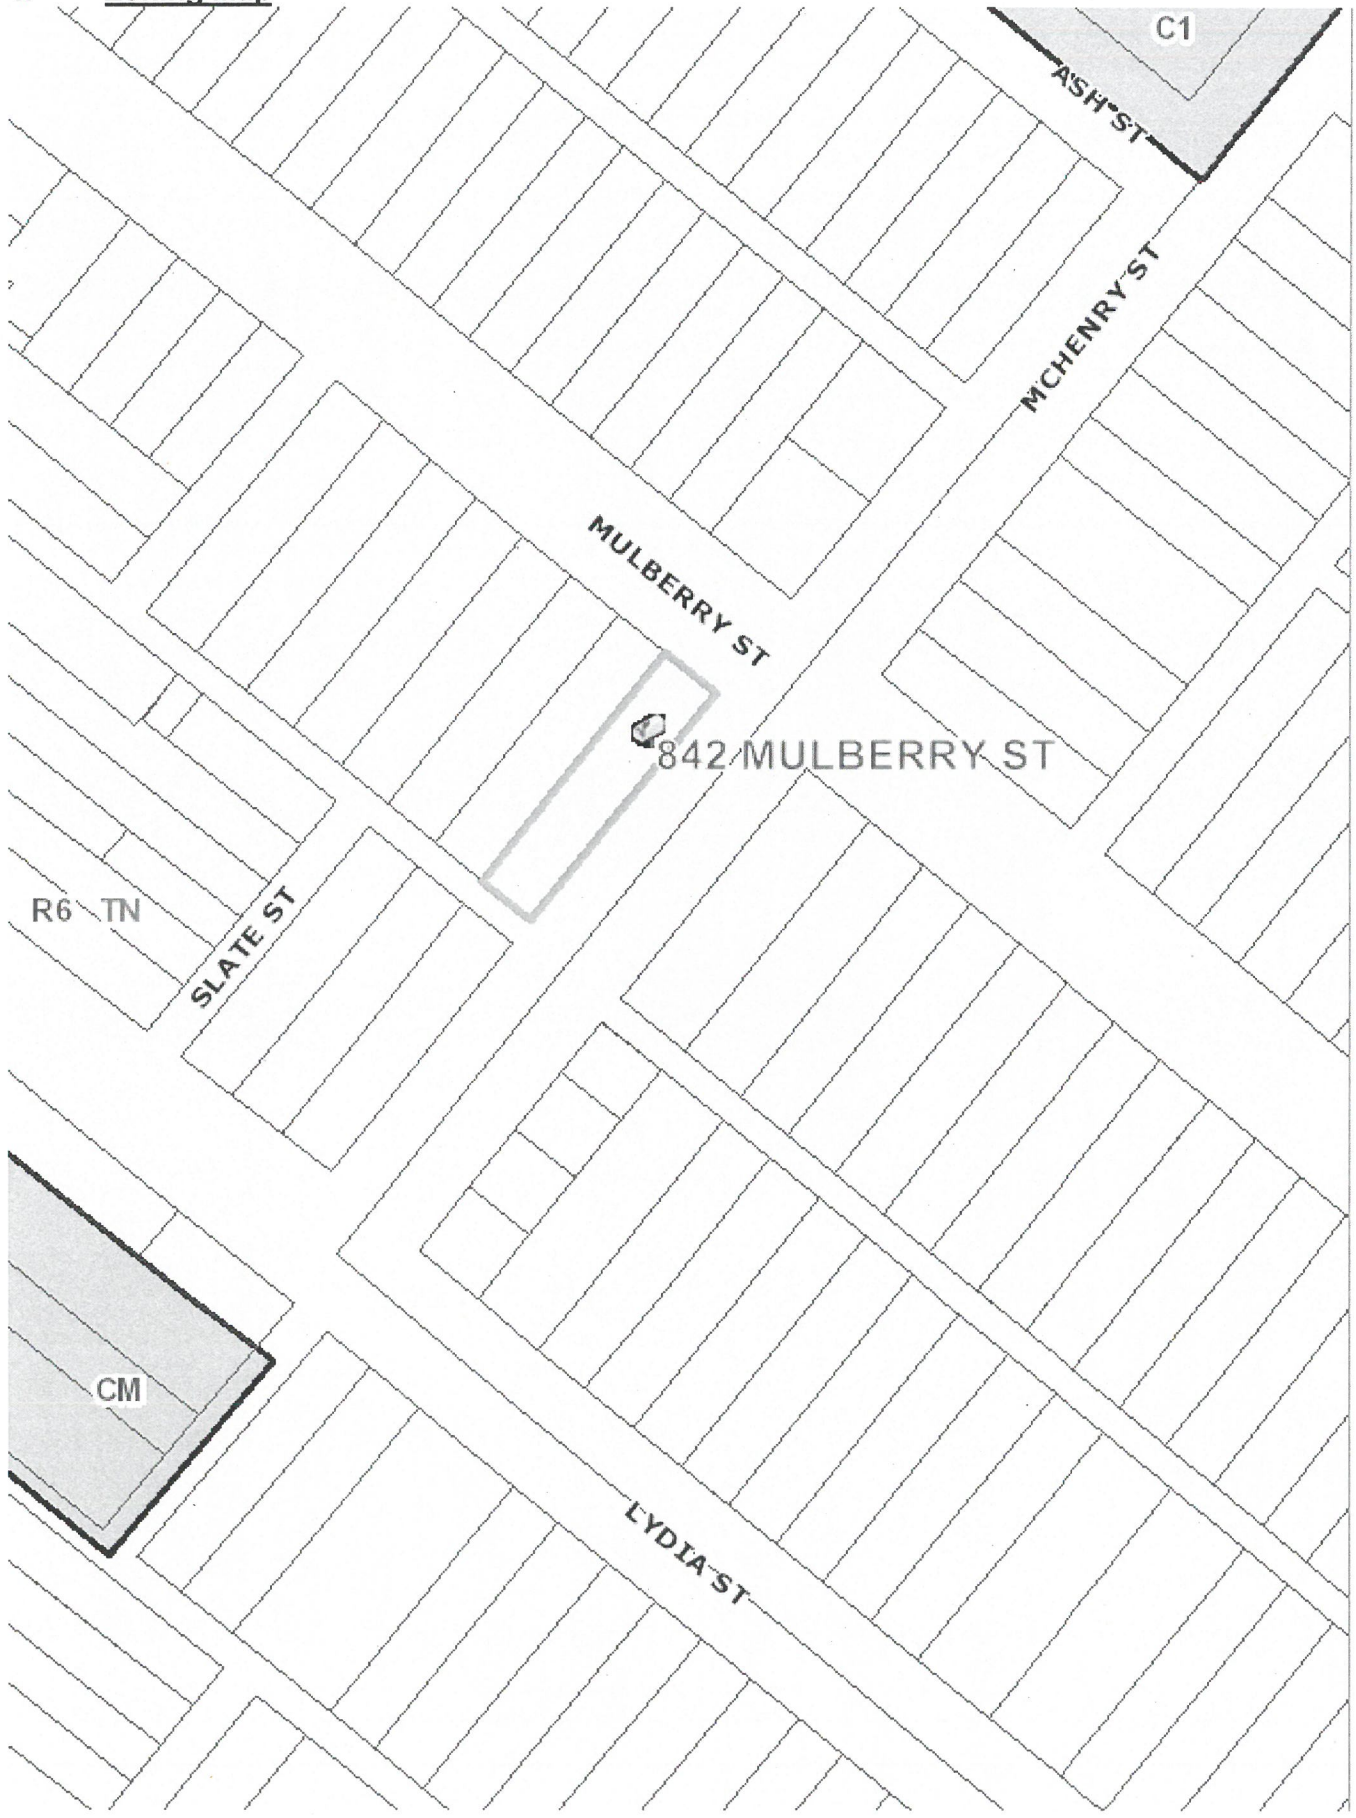 C1
ASH ST
MCHENRY ST
MULBERRY ST
842 MULBERRY ST
R6 TN
SLATE ST
CM
LYDIA ST